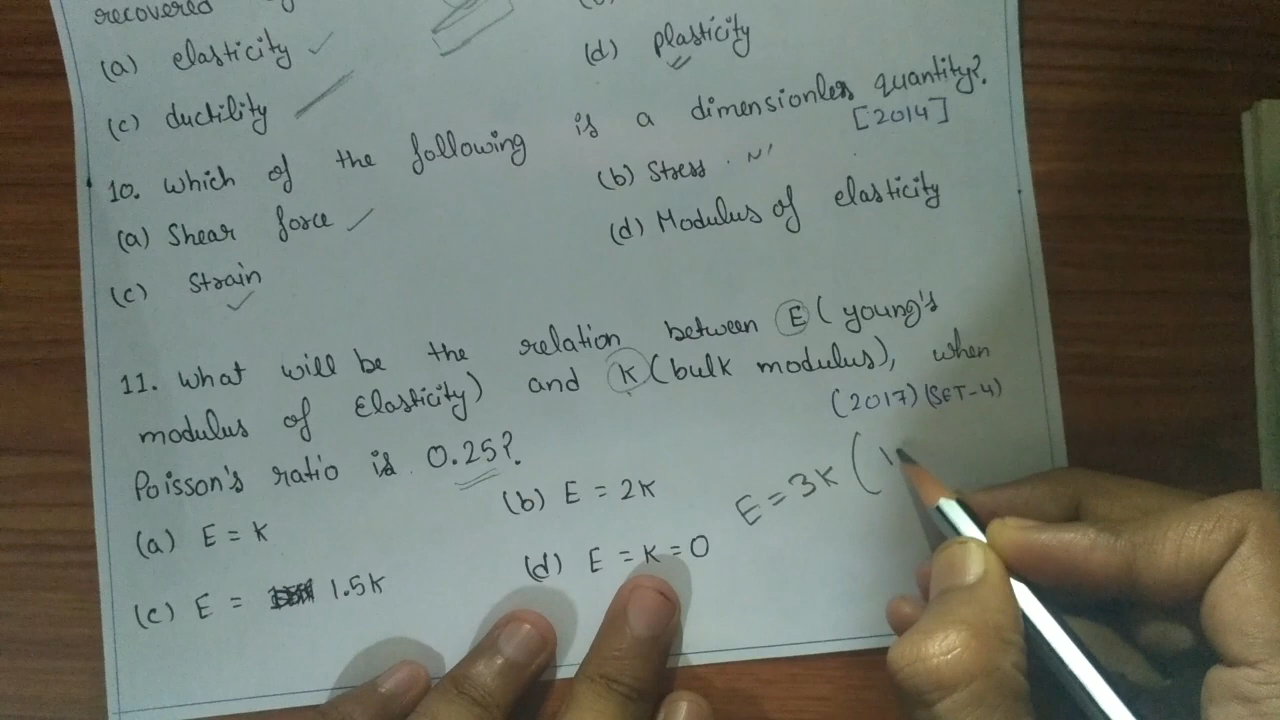 recovered
(a) elasticity ✓
(d) plasticity
(c) ductility
10. which of the following is a dimensionless quantity?
[2014]
(a) Shear force ✓
(b) Stress
(c) Strain ✓
(d) Modulus of elasticity
11. what will be the relation between E (young's
modulus of Elasticity) and K (bulk modulus), when
Poisson's ratio is 0.25?
(2017) (SET-4)
(a) E = K
(b) E = 2K
(c) E = 1.5K
(d) E = K = 0
E = 3K (1